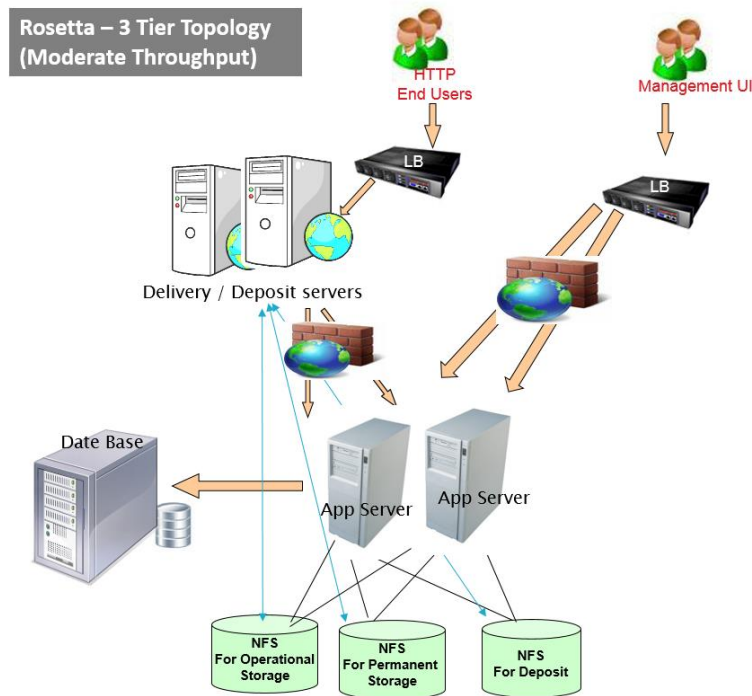 Rosetta – 3 Tier Topology
(Moderate Throughput)
HTTP
End Users
Management UI
LB
LB
Delivery / Deposit servers
Date Base
App Server
App Server
NFS
For Operational
Storage
NFS
For Permanent
Storage
NFS
For Deposit